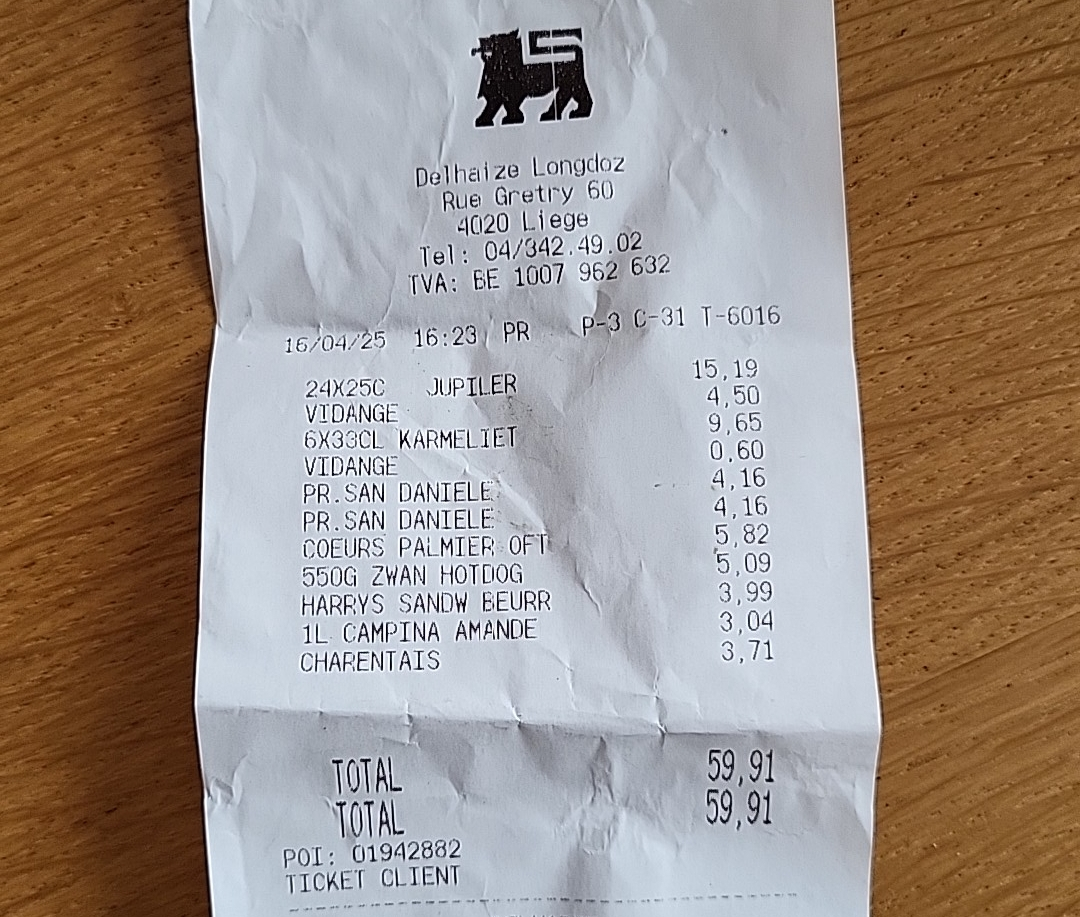 Delhaize Longdoz
Rue Gretry 60
4020 Liege
Tel: 04/342.49.02
TVA: BE 1007 962 632
16/04/25 16:23 PR P-3 C-31 T-6016
24X25C JUPILER 15,19
VIDANGE 4,50
6X33CL KARMELIET 9,65
VIDANGE 0,60
PR.SAN DANIELE 4,16
PR.SAN DANIELE 4,16
COEURS PALMIER OFT 5,82
550G ZWAN HOTDOG 5,09
HARRYS SANDW BEURR 3,99
1L CAMPINA AMANDE 3,04
CHARENTAIS 3,71
TOTAL 59,91
TOTAL 59,91
POI: 01942882
TICKET CLIENT